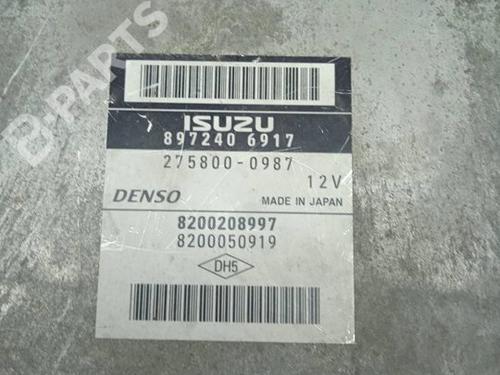 B-PARTS
ISUZU
897240 6917
275800-0987
12V
DENSO MADE IN JAPAN
8200208997
8200050919
DH5